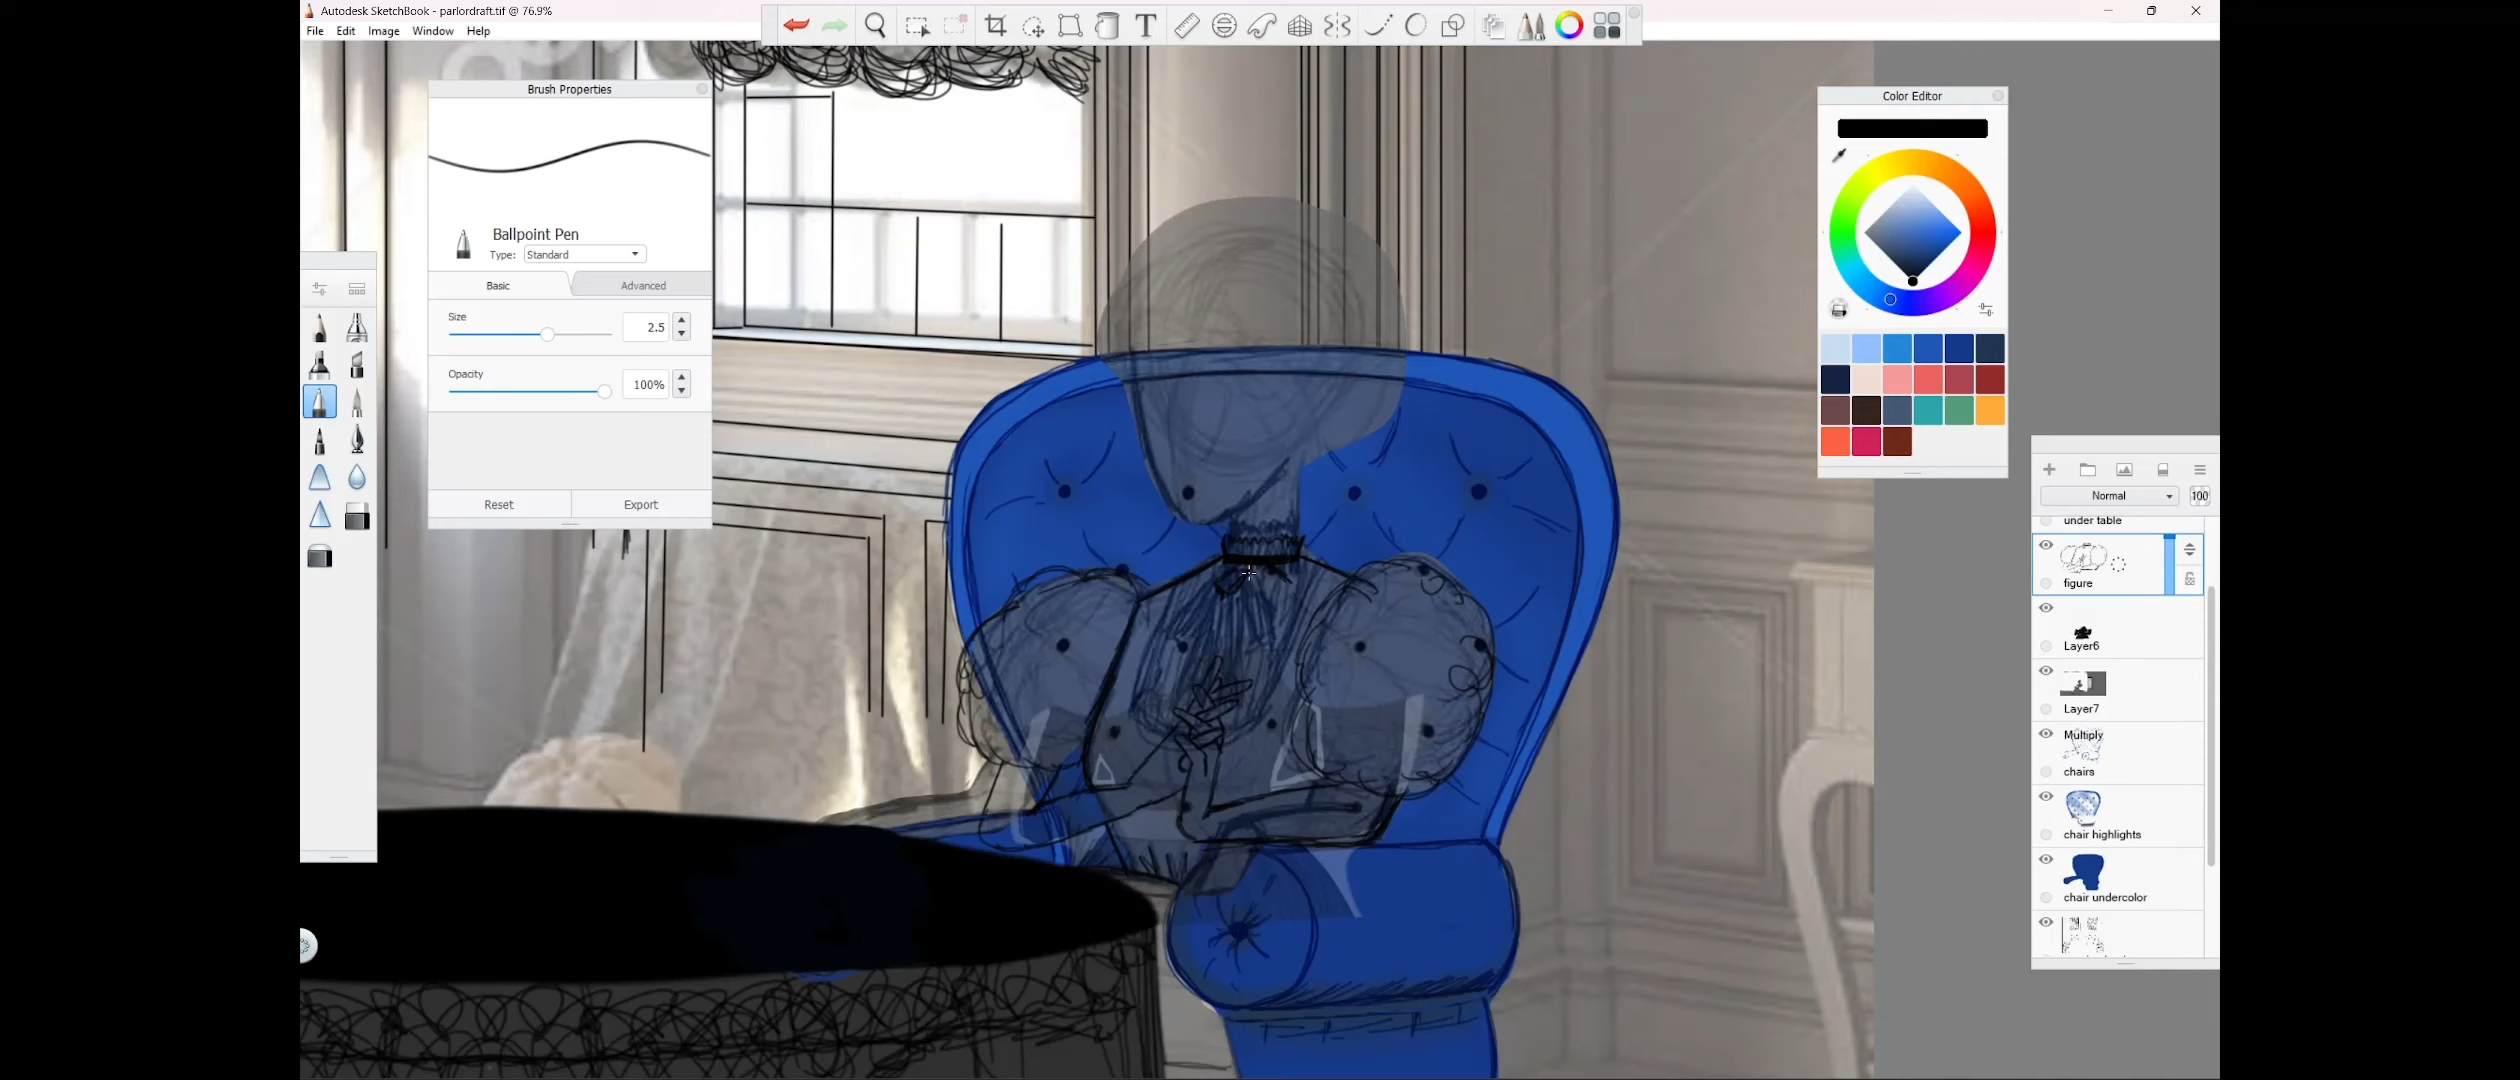 Autodesk SketchBook - parlordraft.tif @ 76.9%
File Edit Image Window Help
Brush Properties
Ballpoint Pen
Type: Standard
Basic Advanced
Size
2.5
Opacity
100%
Reset Export
Color Editor
Normal 100
under table
figure
Layer6
Layer7
Multiply
chairs
chair highlights
chair undercolor